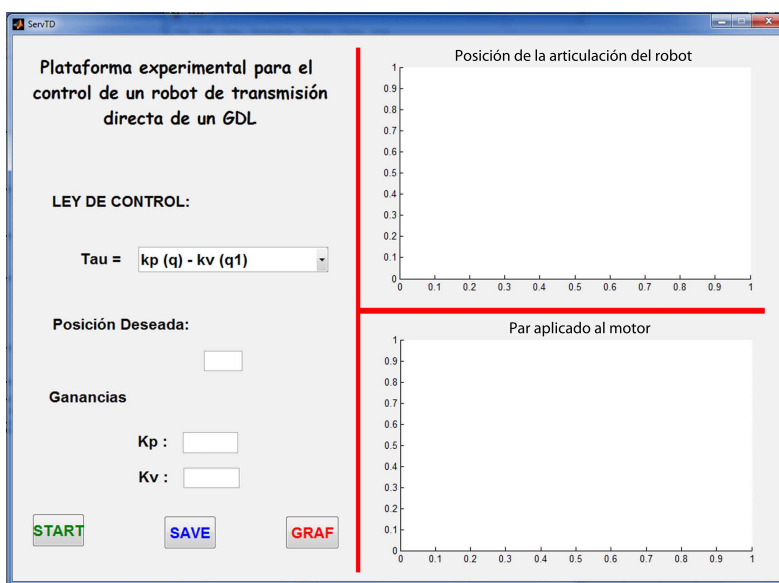 ServTD
Plataforma experimental para el
control de un robot de transmisión
directa de un GDL
LEY DE CONTROL:
Tau =
kp (q) - kv (q1)
Posición Deseada:
Ganancias
Kp :
Kv :
START
SAVE
GRAF
Posición de la articulación del robot
1
0.9
0.8
0.7
0.6
0.5
0.4
0.3
0.2
0.1
0
0 0.1 0.2 0.3 0.4 0.5 0.6 0.7 0.8 0.9 1
Par aplicado al motor
1
0.9
0.8
0.7
0.6
0.5
0.4
0.3
0.2
0.1
0
0 0.1 0.2 0.3 0.4 0.5 0.6 0.7 0.8 0.9 1